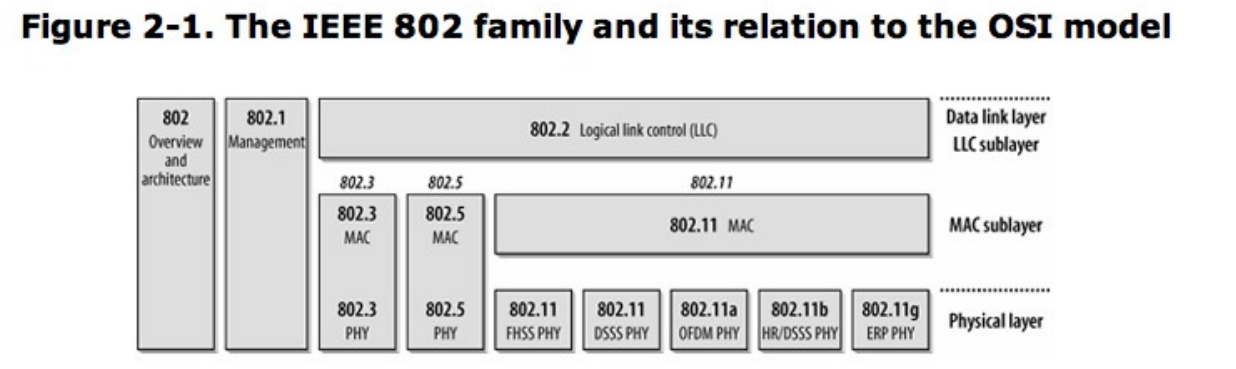 Figure 2-1. The IEEE 802 family and its relation to the OSI model
802
Overview
and
architecture
802.1
Management
802.2 Logical link control (LLC)
Data link layer
LLC sublayer
802.3
802.5
802.11
802.3
MAC
802.5
MAC
802.11 MAC
MAC sublayer
802.3
PHY
802.5
PHY
802.11
FHSS PHY
802.11
DSSS PHY
802.11a
OFDM PHY
802.11b
HR/DSSS PHY
802.11g
ERP PHY
Physical layer